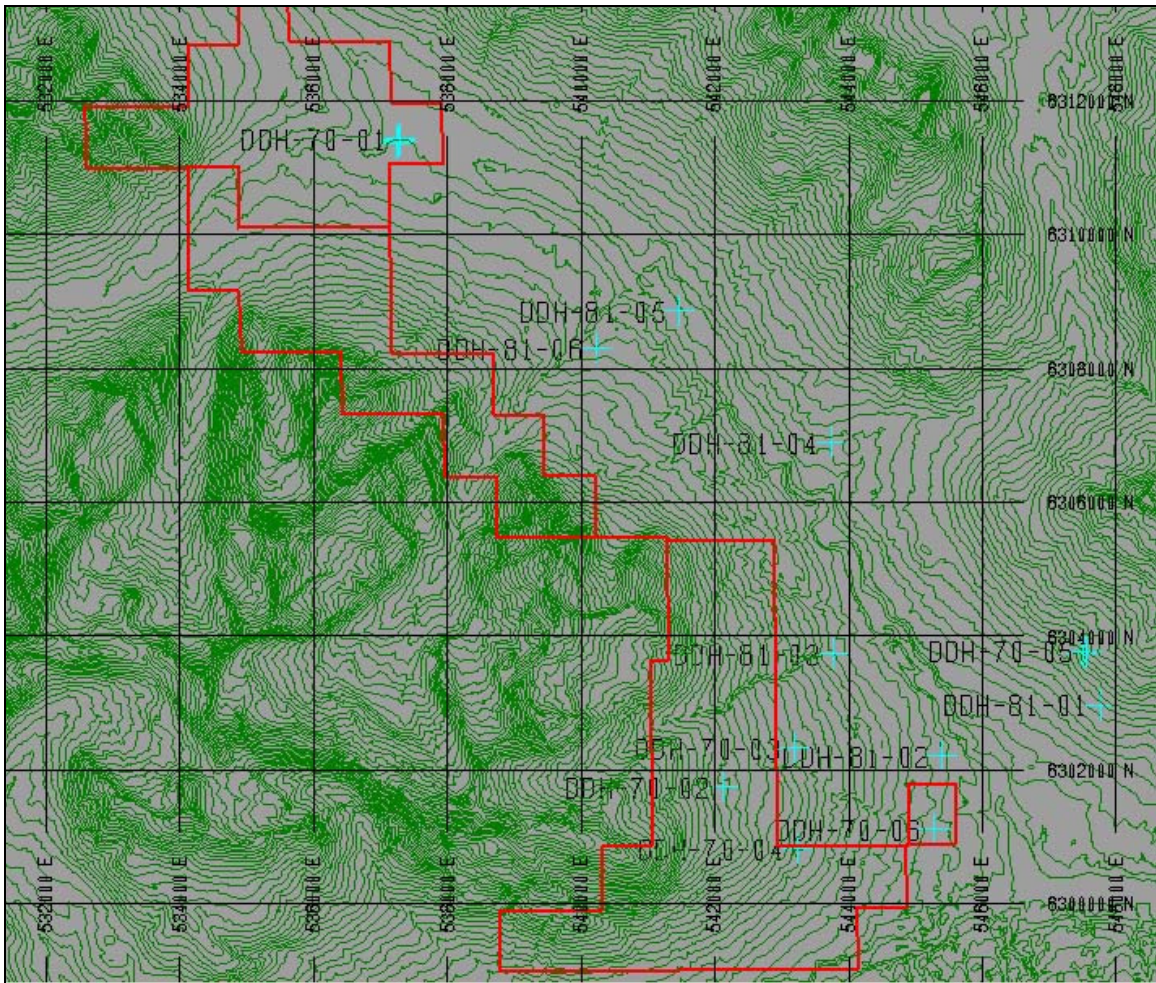 532000 E
534000 E
536000 E
538000 E
540000 E
542000 E
544000 E
546000 E
548000 E
6312000 N
DDH-70-01
6310000 N
DDH-81-05
DDH-81-06
6308000 N
DDH-81-04
6306000 N
6304000 N
DDH-81-03
DDH-70-05
DDH-81-01
DDH-70-03
DDH-81-02
6302000 N
DDH-70-02
DDH-70-06
DDH-70-04
6300000 N
532000 E
534000 E
536000 E
538000 E
540000 E
542000 E
544000 E
546000 E
548000 E